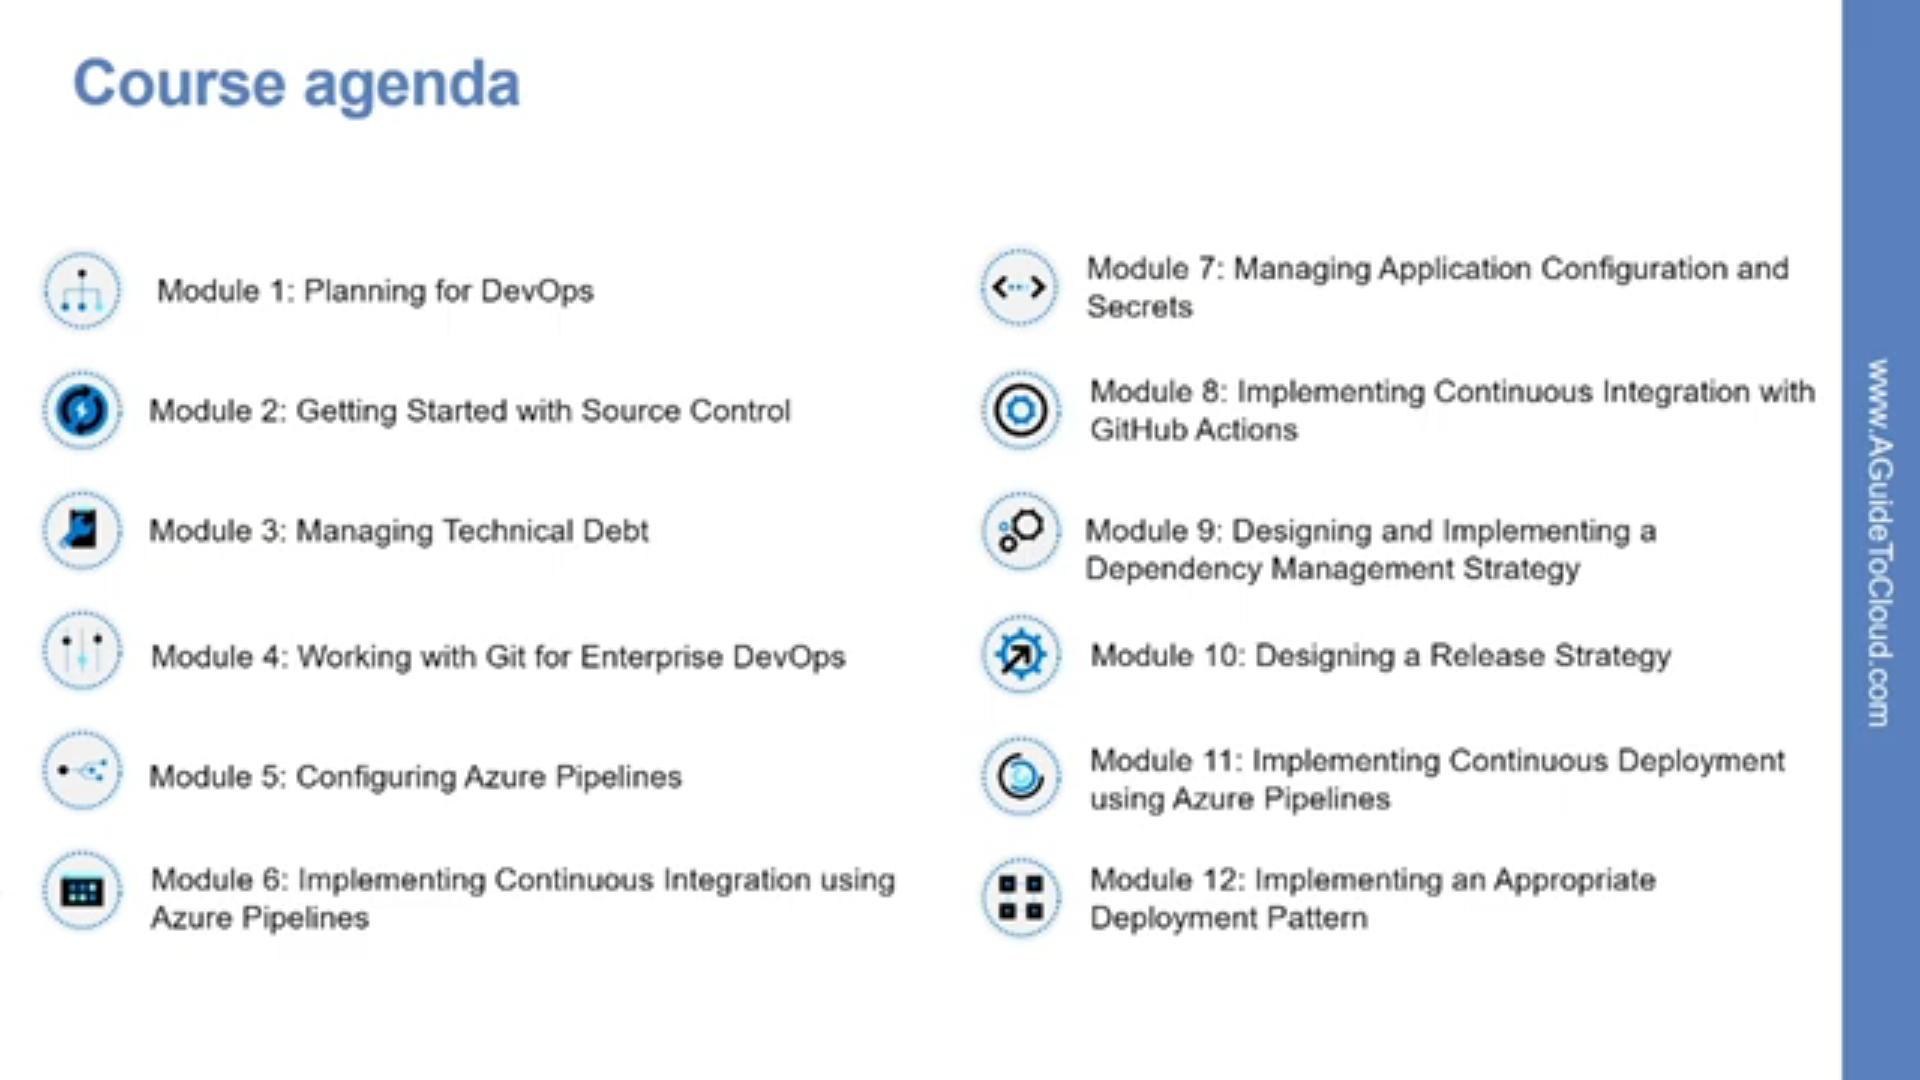 Course agenda
Module 1: Planning for DevOps
Module 2: Getting Started with Source Control
Module 3: Managing Technical Debt
Module 4: Working with Git for Enterprise DevOps
Module 5: Configuring Azure Pipelines
Module 6: Implementing Continuous Integration using
Azure Pipelines
Module 7: Managing Application Configuration and
Secrets
Module 8: Implementing Continuous Integration with
GitHub Actions
Module 9: Designing and Implementing a
Dependency Management Strategy
Module 10: Designing a Release Strategy
Module 11: Implementing Continuous Deployment
using Azure Pipelines
Module 12: Implementing an Appropriate
Deployment Pattern
www.AGuideToCloud.com